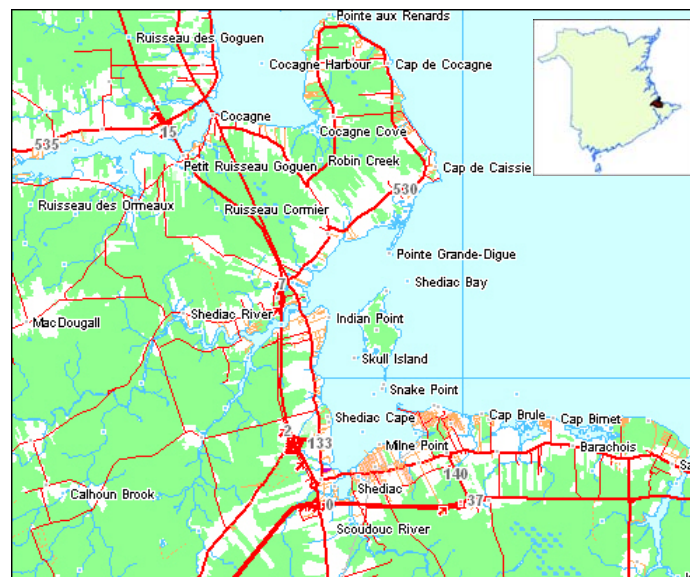 Pointe aux Renards
Ruisseau des Goguen
Cocagne Harbour
Cap de Cocagne
Cocagne
15
535
Cocagne Cove
Petit Ruisseau Goguen
Robin Creek
Cap de Caissie
530
Ruisseau des Ormeaux
Ruisseau Cormier
Pointe Grande-Digue
Shediac Bay
7
Shediac River
Indian Point
MacDougall
Skull Island
Snake Point
Shediac Cape
Cap Brule
Cap Bimet
2
133
Milne Point
Barachois
140
Calhoun Brook
Shediac
37
Scoudouc River